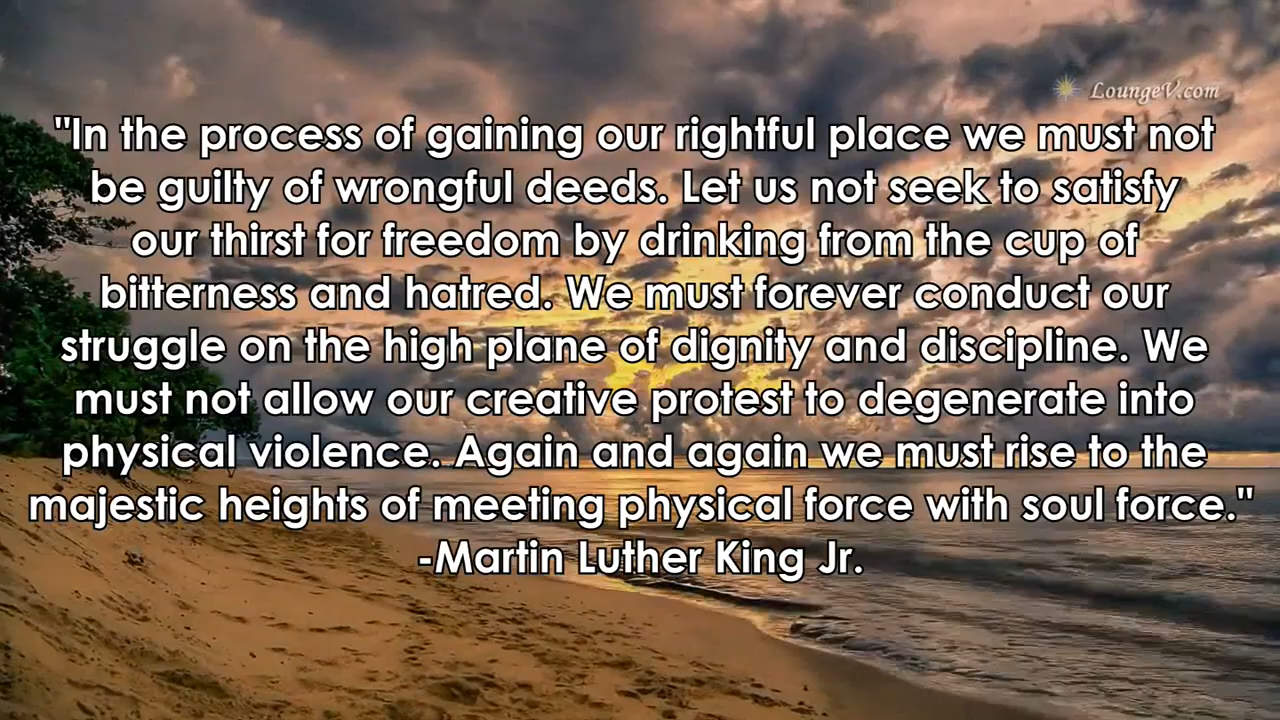 LoungeV.com
"In the process of gaining our rightful place we must not
be guilty of wrongful deeds. Let us not seek to satisfy
our thirst for freedom by drinking from the cup of
bitterness and hatred. We must forever conduct our
struggle on the high plane of dignity and discipline. We
must not allow our creative protest to degenerate into
physical violence. Again and again we must rise to the
majestic heights of meeting physical force with soul force."
-Martin Luther King Jr.